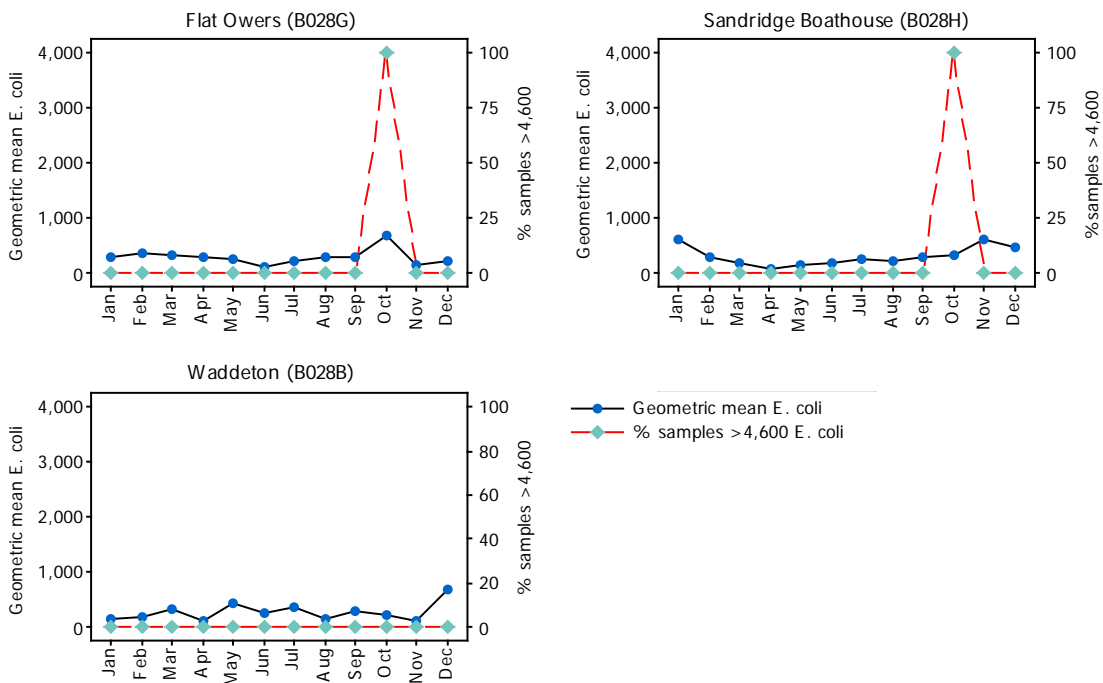 Flat Owers (B028G)
Geometric mean E. coli
4,000
3,000
2,000
1,000
0
100
75
50
25
0
% samples >4,600
Jan Feb Mar Apr May Jun Jul Aug Sep Oct Nov Dec
Sandridge Boathouse (B028H)
Geometric mean E. coli
4,000
3,000
2,000
1,000
0
100
75
50
25
0
%samples >4,600
Jan Feb Mar Apr May Jun Jul Aug Sep Oct Nov Dec
Waddeton (B028B)
Geometric mean E. coli
4,000
3,000
2,000
1,000
0
100
80
60
40
20
0
% samples >4,600
Jan Feb Mar Apr May Jun Jul Aug Sep Oct Nov Dec
Geometric mean E. coli
% samples >4,600 E. coli